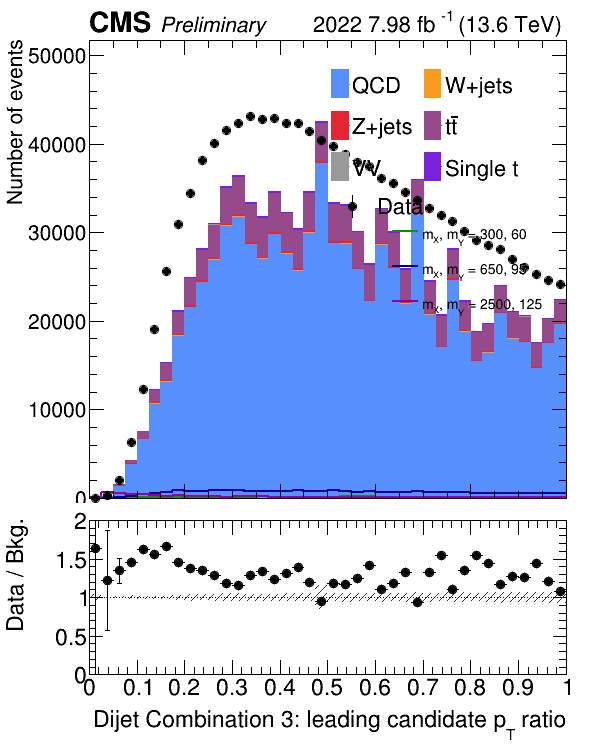 CMS Preliminary 2022 7.98 fb⁻¹ (13.6 TeV)
Number of events
50000
40000
30000
20000
10000
0
QCD W+jets
Z+jets tt̄
VV Single t
Data
m_X, m_Y = 300, 60
m_X, m_Y = 650, 95
m_X, m_Y = 2500, 125
Data / Bkg.
2
1.5
1
0.5
0
0 0.1 0.2 0.3 0.4 0.5 0.6 0.7 0.8 0.9 1
Dijet Combination 3: leading candidate p_T ratio